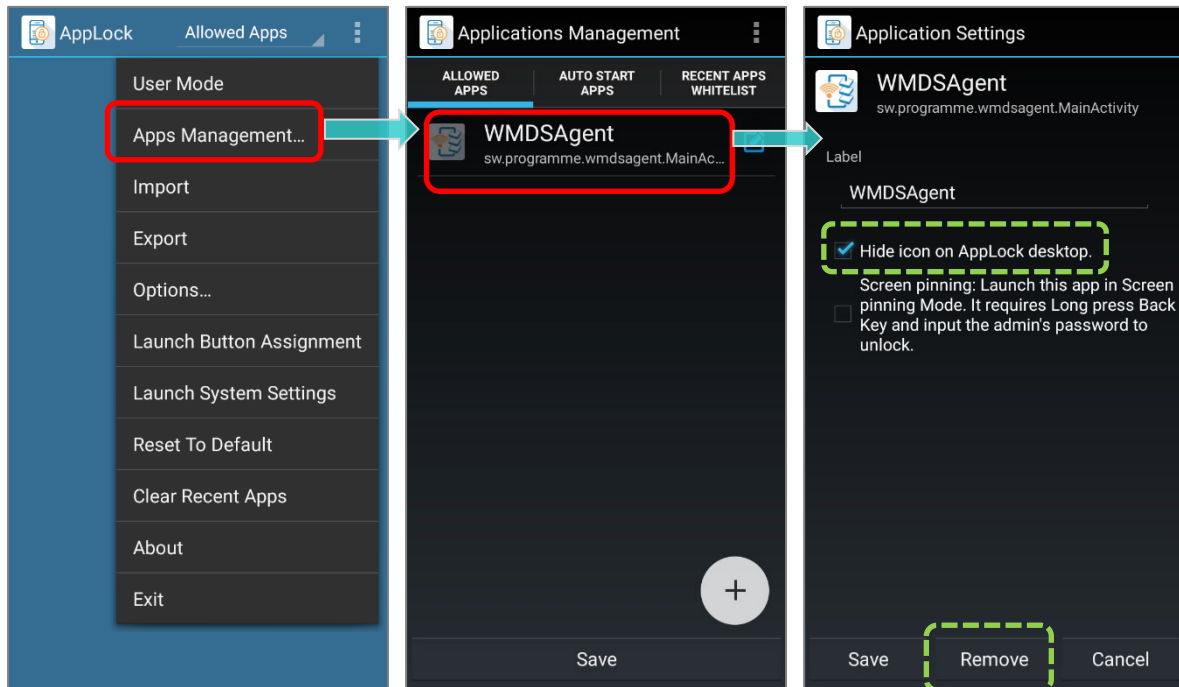 AppLock Allowed Apps
User Mode
Apps Management...
Import
Export
Options...
Launch Button Assignment
Launch System Settings
Reset To Default
Clear Recent Apps
About
Exit
Applications Management
ALLOWED APPS
AUTO START APPS
RECENT APPS WHITELIST
WMDSAgent
sw.programme.wmdsagent.MainAc...
+
Save
Application Settings
WMDSAgent
sw.programme.wmdsagent.MainActivity
Label
WMDSAgent
Hide icon on AppLock desktop.
Screen pinning: Launch this app in Screen
pinning Mode. It requires Long press Back
Key and input the admin's password to
unlock.
Save Remove Cancel